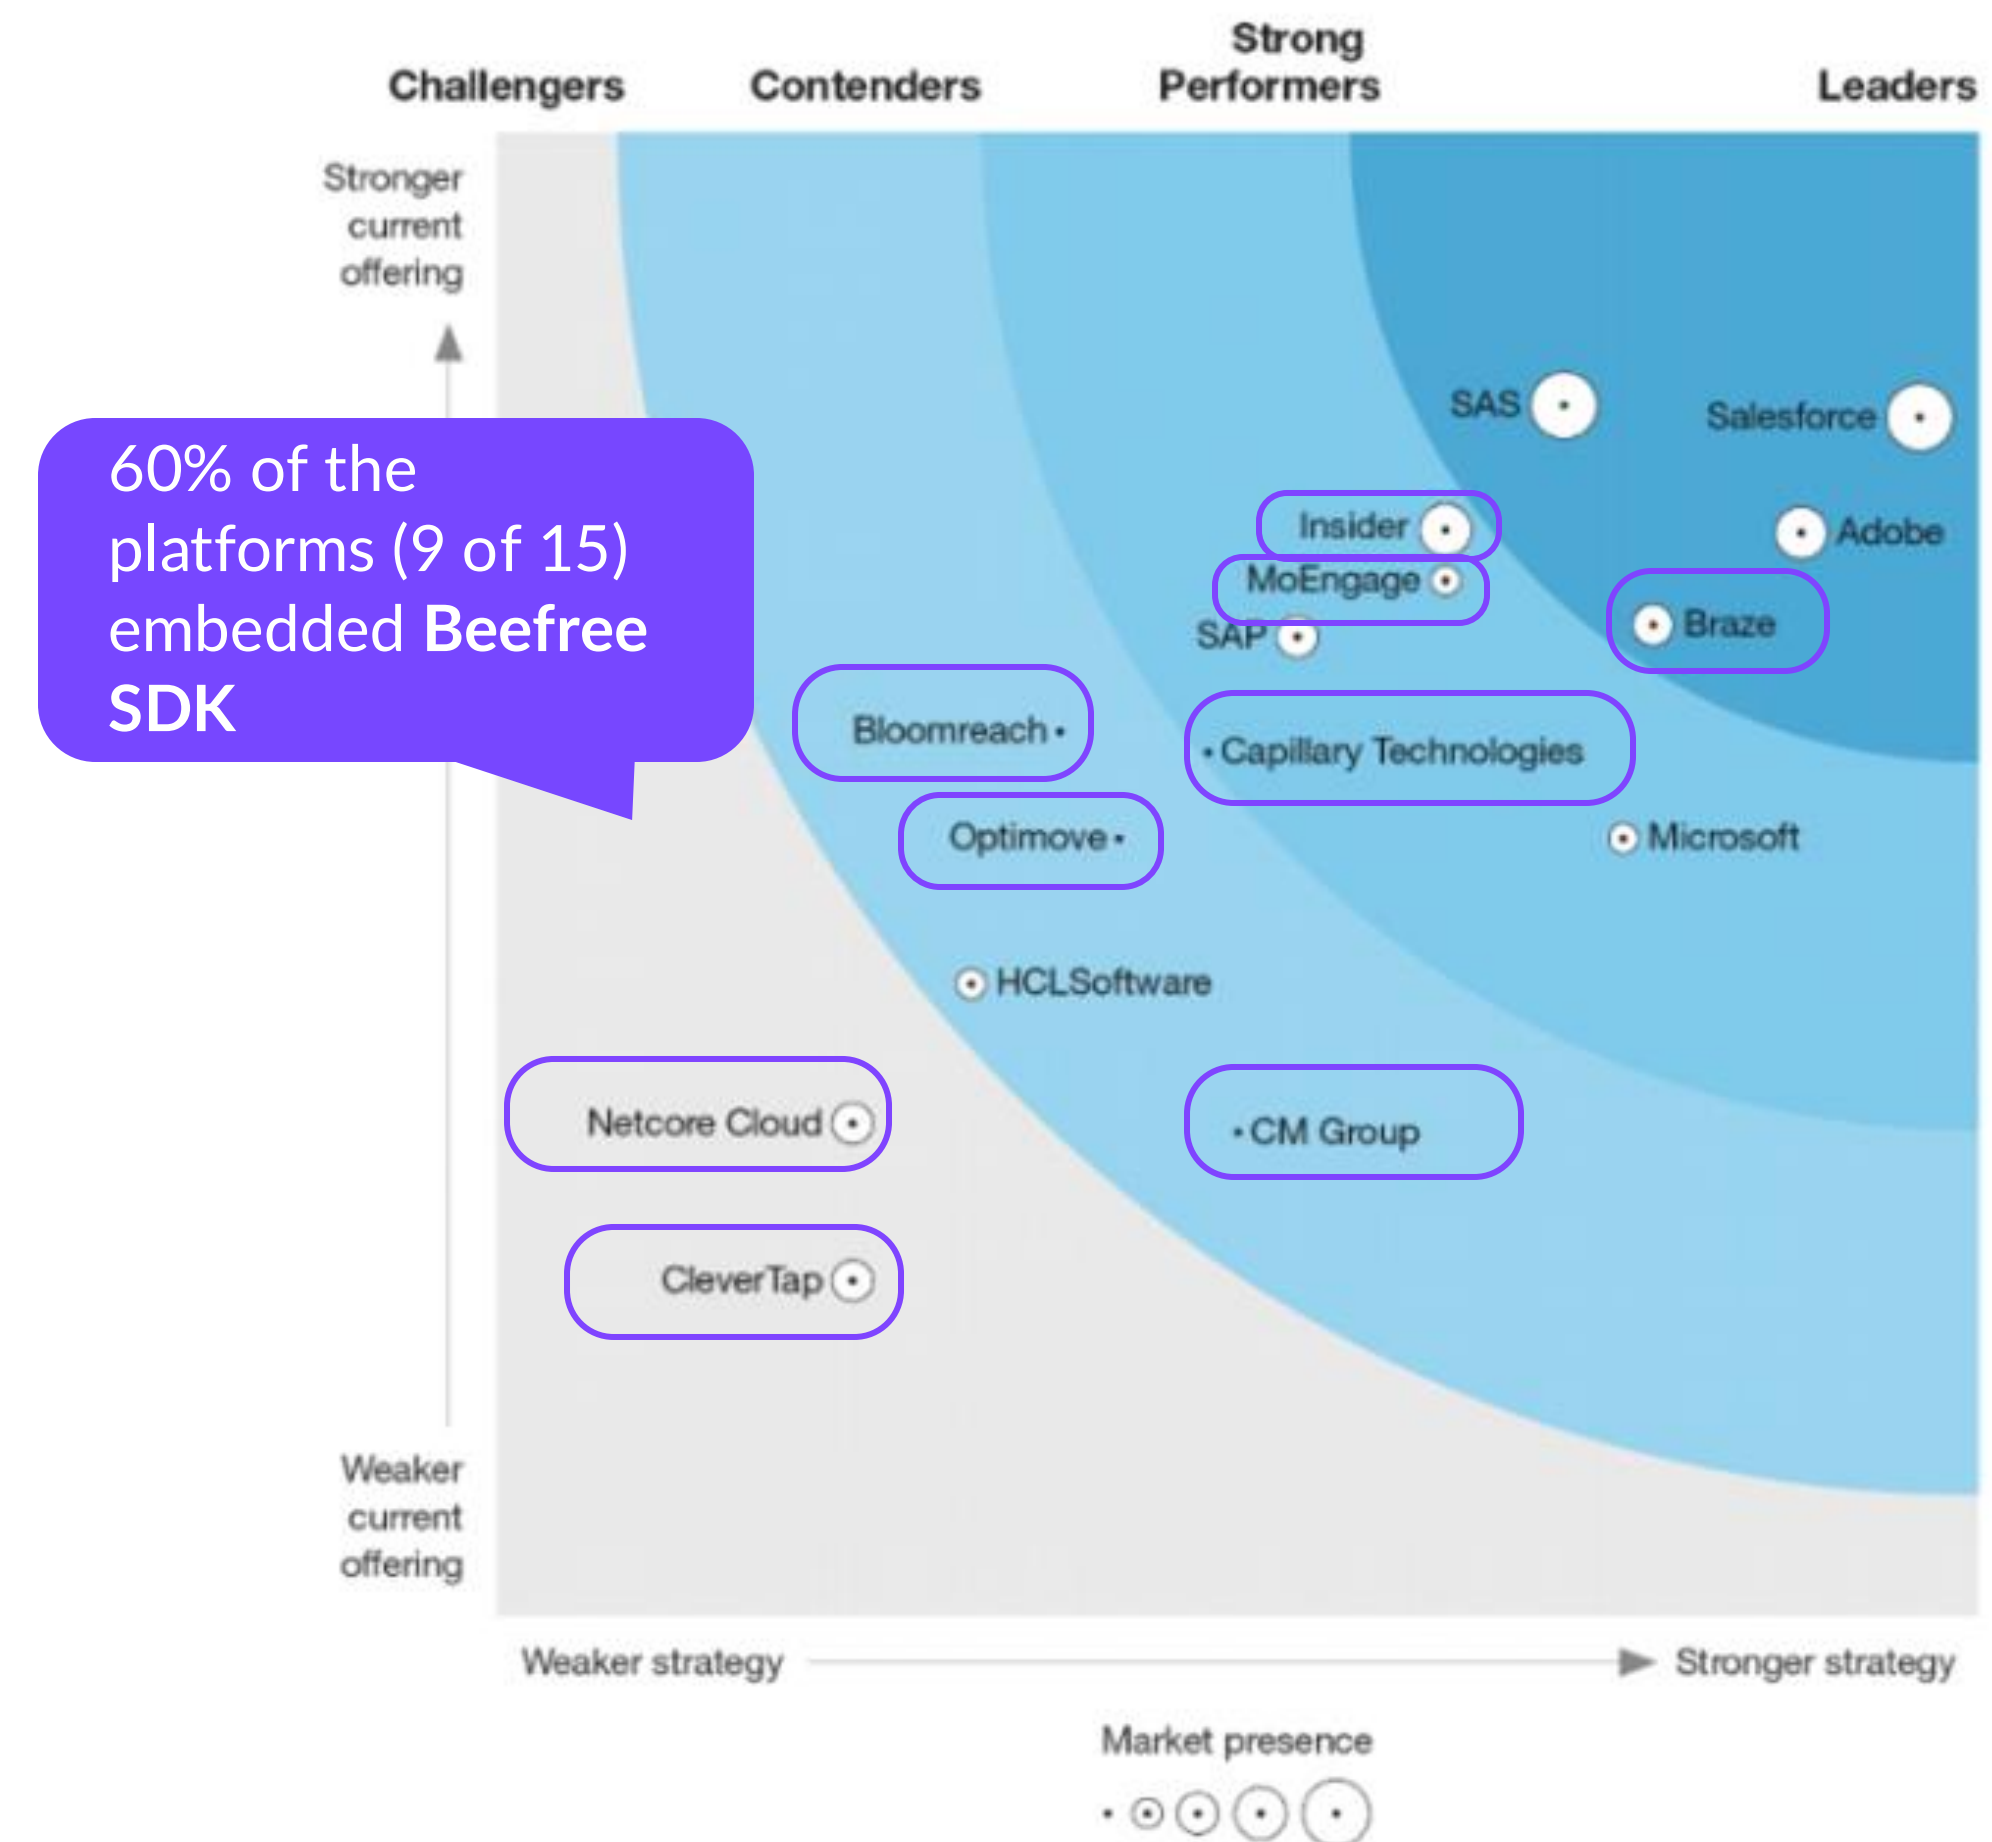 Strong
Challengers Contenders Performers Leaders
Stronger
current
offering
60% of the
platforms (9 of 15)
embedded Beefree
SDK
SAS
Salesforce
Insider
Adobe
MoEngage
Braze
SAP
Bloomreach
Capillary Technologies
Optimove
Microsoft
HCLSoftware
Netcore Cloud
CM Group
CleverTap
Weaker
current
offering
Weaker strategy
Stronger strategy
Market presence